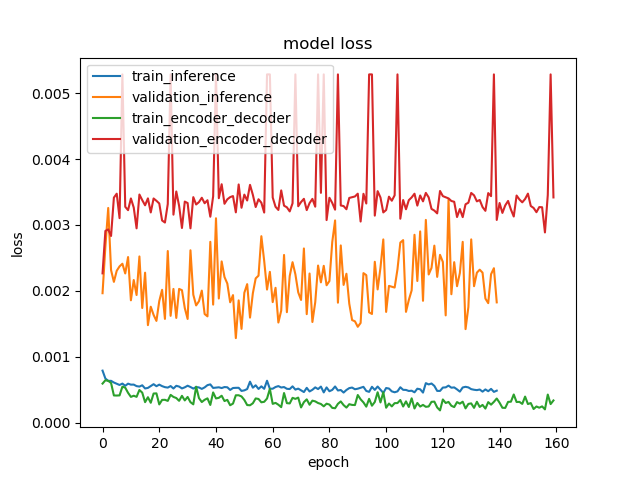 model loss
train_inference
validation_inference
train_encoder_decoder
validation_encoder_decoder
0.005
0.004
0.003
0.002
0.001
0.000
loss
0 20 40 60 80 100 120 140 160
epoch